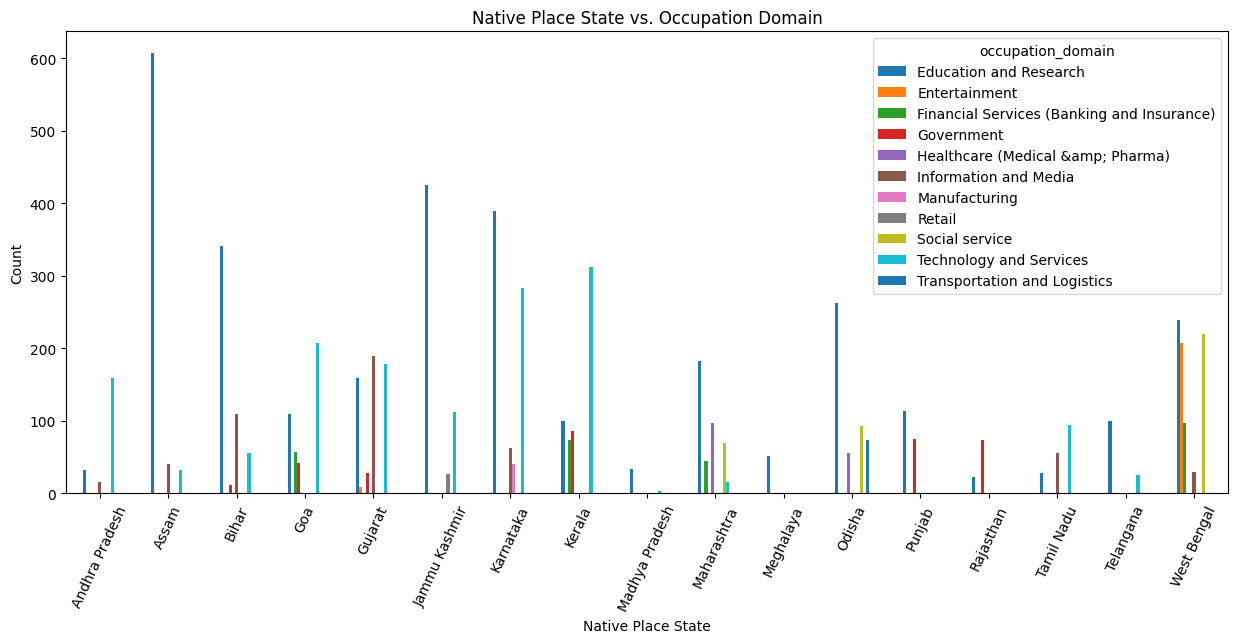 Native Place State vs. Occupation Domain
occupation_domain
Education and Research
Entertainment
Financial Services (Banking and Insurance)
Government
Healthcare (Medical &amp; Pharma)
Information and Media
Manufacturing
Retail
Social service
Technology and Services
Transportation and Logistics
Count
600
500
400
300
200
100
0
Andhra Pradesh
Assam
Bihar
Goa
Gujarat
Jammu Kashmir
Karnataka
Kerala
Madhya Pradesh
Maharashtra
Meghalaya
Odisha
Punjab
Rajasthan
Tamil Nadu
Telangana
West Bengal
Native Place State